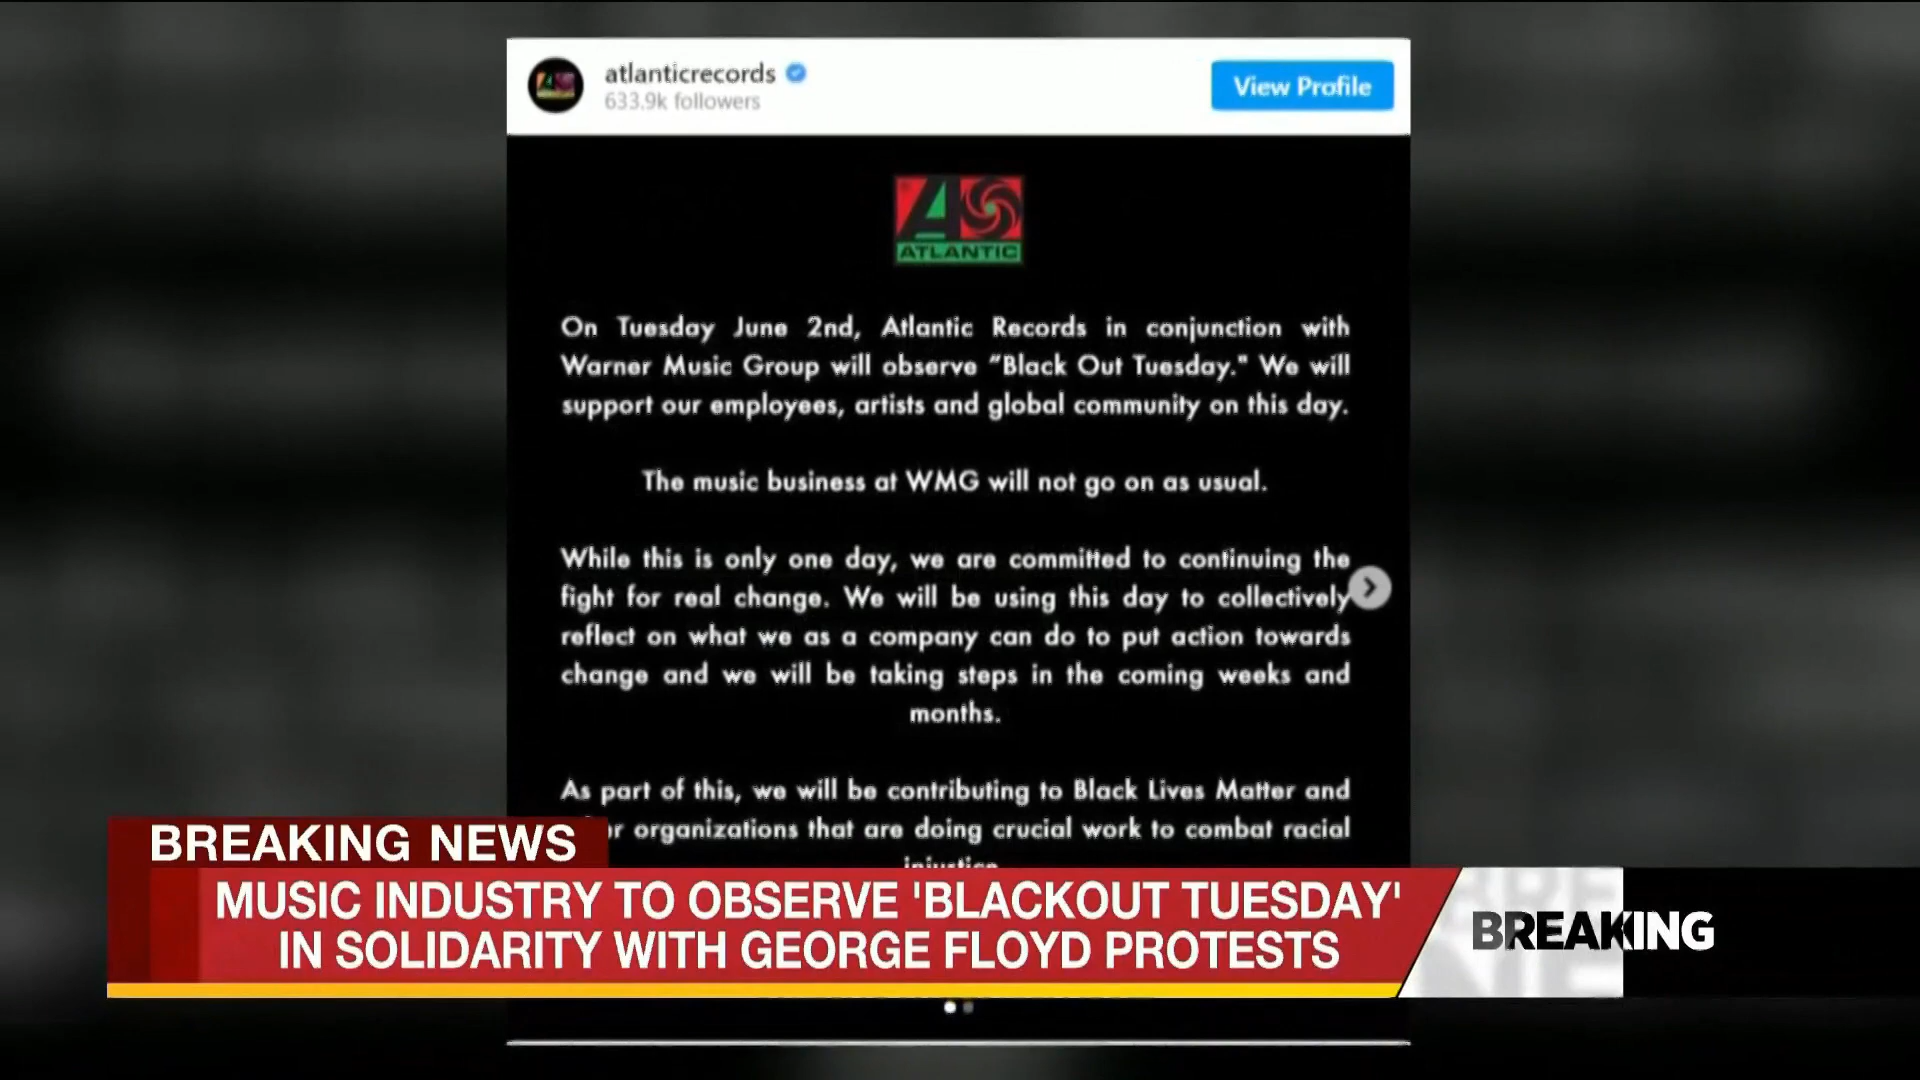 atlanticrecords
633.9k followers
View Profile
ATLANTIC
On Tuesday June 2nd, Atlantic Records in conjunction with
Warner Music Group will observe “Black Out Tuesday." We will
support our employees, artists and global community on this day.
The music business at WMG will not go on as usual.
While this is only one day, we are committed to continuing the
fight for real change. We will be using this day to collectively
reflect on what we as a company can do to put action towards
change and we will be taking steps in the coming weeks and
months.
As part of this, we will be contributing to Black Lives Matter and
organizations that are doing crucial work to combat racial
injustice
BREAKING NEWS
MUSIC INDUSTRY TO OBSERVE 'BLACKOUT TUESDAY'
IN SOLIDARITY WITH GEORGE FLOYD PROTESTS
BREAKING